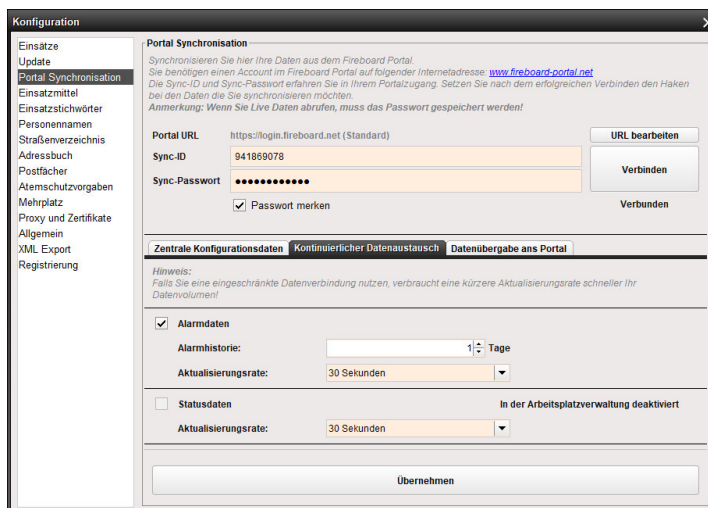 Konfiguration
Einsätze
Update
Portal Synchronisation
Einsatzmittel
Einsatzstichwörter
Personennamen
Straßenverzeichnis
Adressbuch
Postfächer
Atemschutzvorgaben
Mehrplatz
Proxy und Zertifikate
Allgemein
XML Export
Registrierung
Portal Synchronisation
Synchronisieren Sie hier Ihre Daten aus dem Fireboard Portal.
Sie benötigen einen Account im Fireboard Portal auf folgender Internetadresse: www.fireboard-portal.net
Die Sync-ID und Sync-Passwort erfahren Sie in Ihrem Portalzugang. Setzen Sie nach dem erfolgreichen Verbinden den Haken
bei den Daten die Sie synchronisieren möchten.
Anmerkung: Wenn Sie Live Daten abrufen, muss das Passwort gespeichert werden!
Portal URL https://login.fireboard.net (Standard) URL bearbeiten
Sync-ID 941869078
Verbinden
Sync-Passwort ●●●●●●●●●●●●
Passwort merken Verbunden
Zentrale Konfigurationsdaten Kontinuierlicher Datenaustausch Datenübergabe ans Portal
Hinweis:
Falls Sie eine eingeschränkte Datenverbindung nutzen, verbraucht eine kürzere Aktualisierungsrate schneller Ihr
Datenvolumen!
Alarmdaten
Alarmhistorie: 1 Tage
Aktualisierungsrate: 30 Sekunden
Statusdaten In der Arbeitsplatzverwaltung deaktiviert
Aktualisierungsrate: 30 Sekunden
Übernehmen